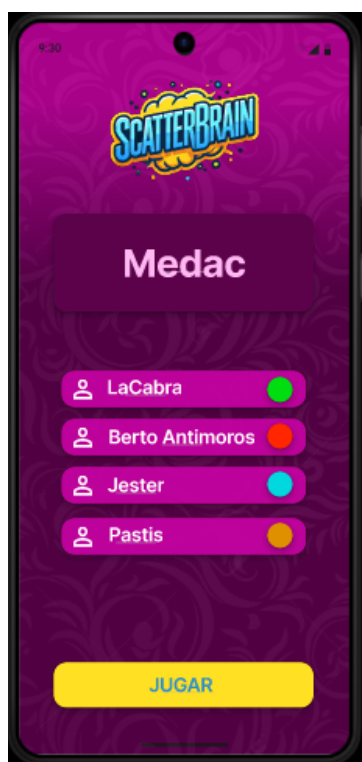 9:30
SCATTERBRAIN
Medac
LaCabra
Berto Antimoros
Jester
Pastis
JUGAR